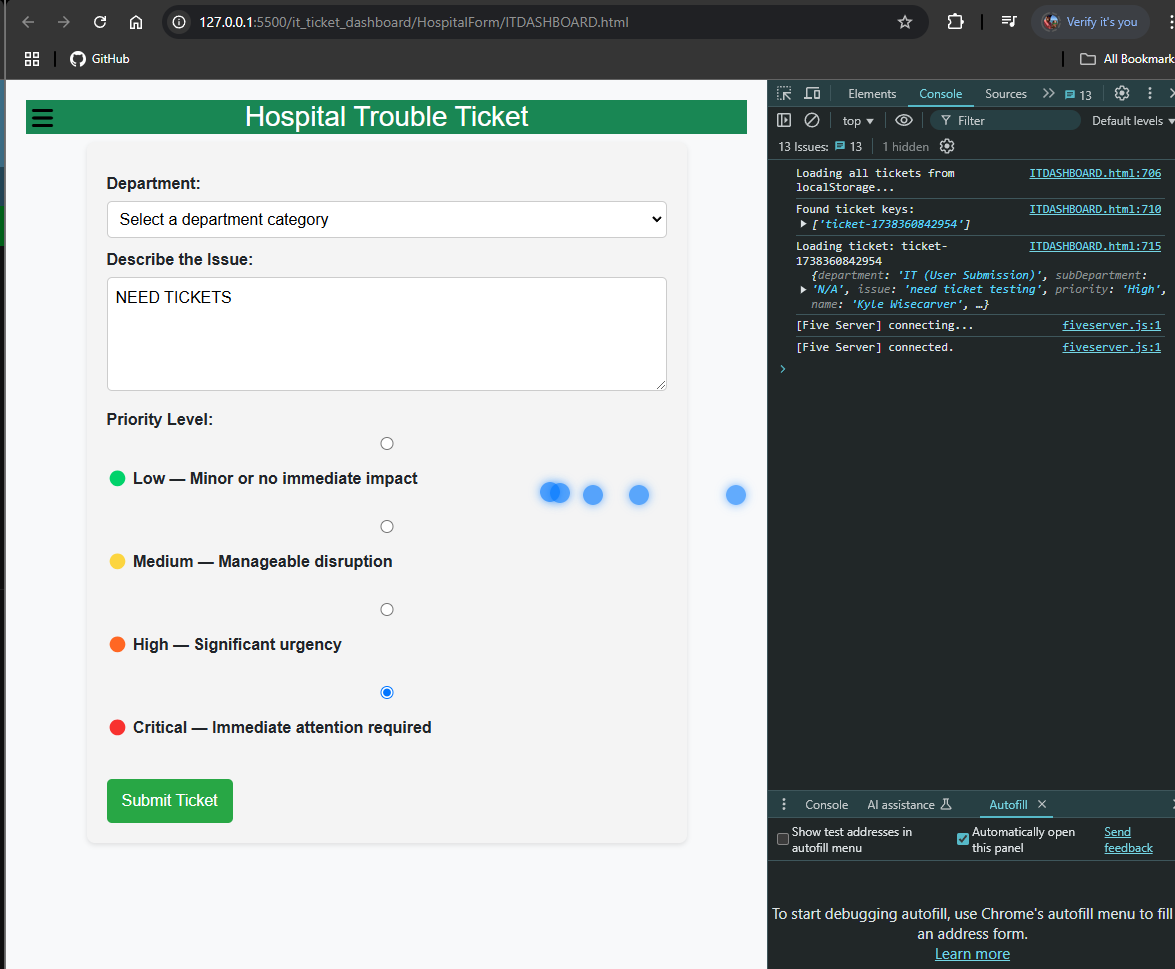 127.0.0.1:5500/it_ticket_dashboard/HospitalForm/ITDASHBOARD.html
Verify it's you
GitHub
All Bookmark
Hospital Trouble Ticket
Department:
Select a department category
Describe the Issue:
NEED TICKETS
Priority Level:
Low — Minor or no immediate impact
Medium — Manageable disruption
High — Significant urgency
Critical — Immediate attention required
Submit Ticket
Elements Console Sources 13
top Filter Default levels
13 Issues: 13 1 hidden
Loading all tickets from ITDASHBOARD.html:706
localStorage...
Found ticket keys: ITDASHBOARD.html:710
['ticket-1738360842954']
Loading ticket: ticket- ITDASHBOARD.html:715
1738360842954
{department: 'IT (User Submission)', subDepartment:
'N/A', issue: 'need ticket testing', priority: 'High',
name: 'Kyle Wisecarver', …}
[Five Server] connecting... fiveserver.js:1
[Five Server] connected. fiveserver.js:1
Console AI assistance Autofill
Show test addresses in Automatically open Send
autofill menu this panel feedback
To start debugging autofill, use Chrome's autofill menu to fill
an address form.
Learn more